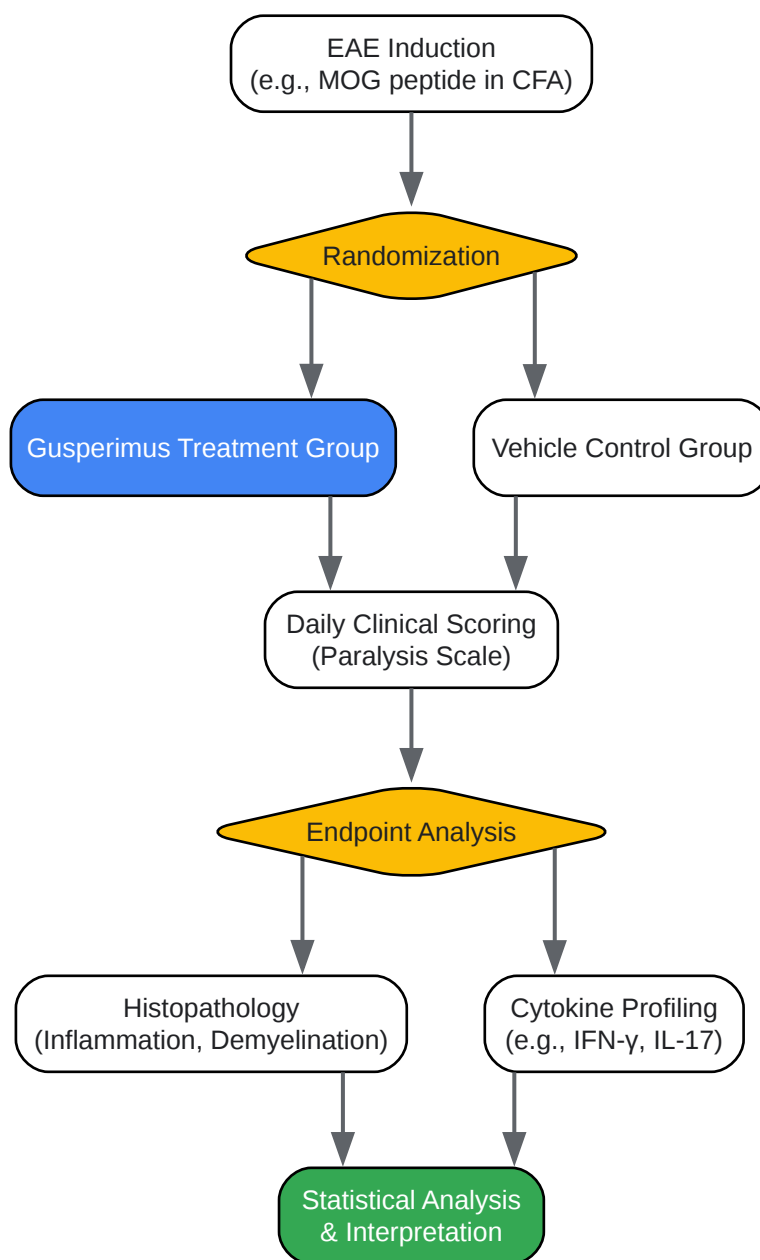 EAE Induction
(e.g., MOG peptide in CFA)
Randomization
Gusperimus Treatment Group
Vehicle Control Group
Daily Clinical Scoring
(Paralysis Scale)
Endpoint Analysis
Histopathology
(Inflammation, Demyelination)
Cytokine Profiling
(e.g., IFN-γ, IL-17)
Statistical Analysis
& Interpretation